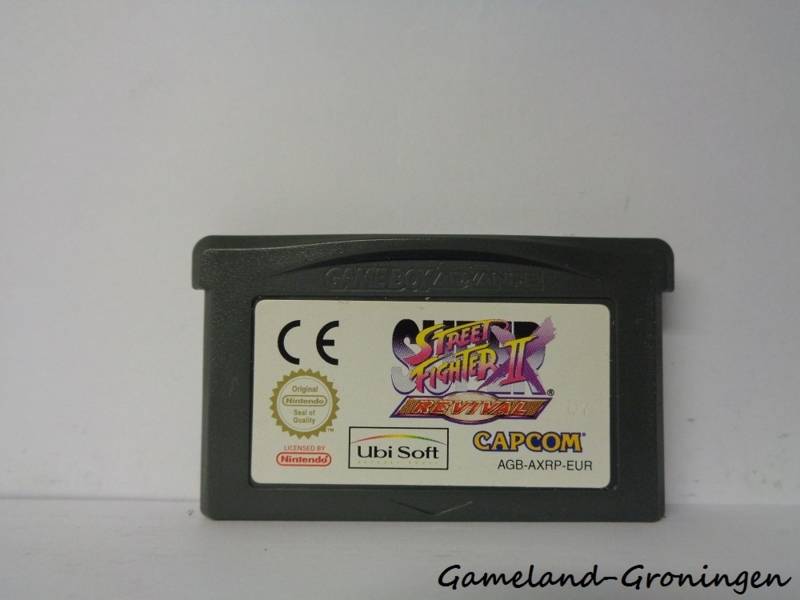 GAME BOY ADVANCE
CE
SUPER
STREET
FIGHTER II X
REVIVAL
®
Original
Nintendo
Seal of
Quality
TM
LICENSED BY
Nintendo®
Ubi Soft
CAPCOM®
AGB-AXRP-EUR
Gameland-Groningen